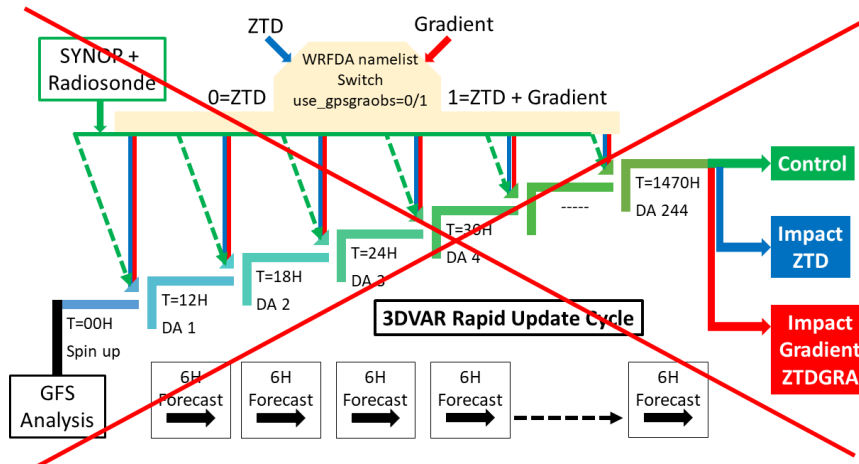 ZTD
Gradient
SYNOP +
Radiosonde
WRFDA namelist
Switch
use_gpsgraobs=0/1
0=ZTD
1=ZTD + Gradient
T=1470H
DA 244
Control
-----
T=30H
DA 4
T=24H
DA 3
T=18H
DA 2
T=12H
DA 1
T=00H
Spin up
Impact
ZTD
3DVAR Rapid Update Cycle
Impact
Gradient
ZTDGRA
GFS
Analysis
6H
Forecast
6H
Forecast
6H
Forecast
6H
Forecast
6H
Forecast